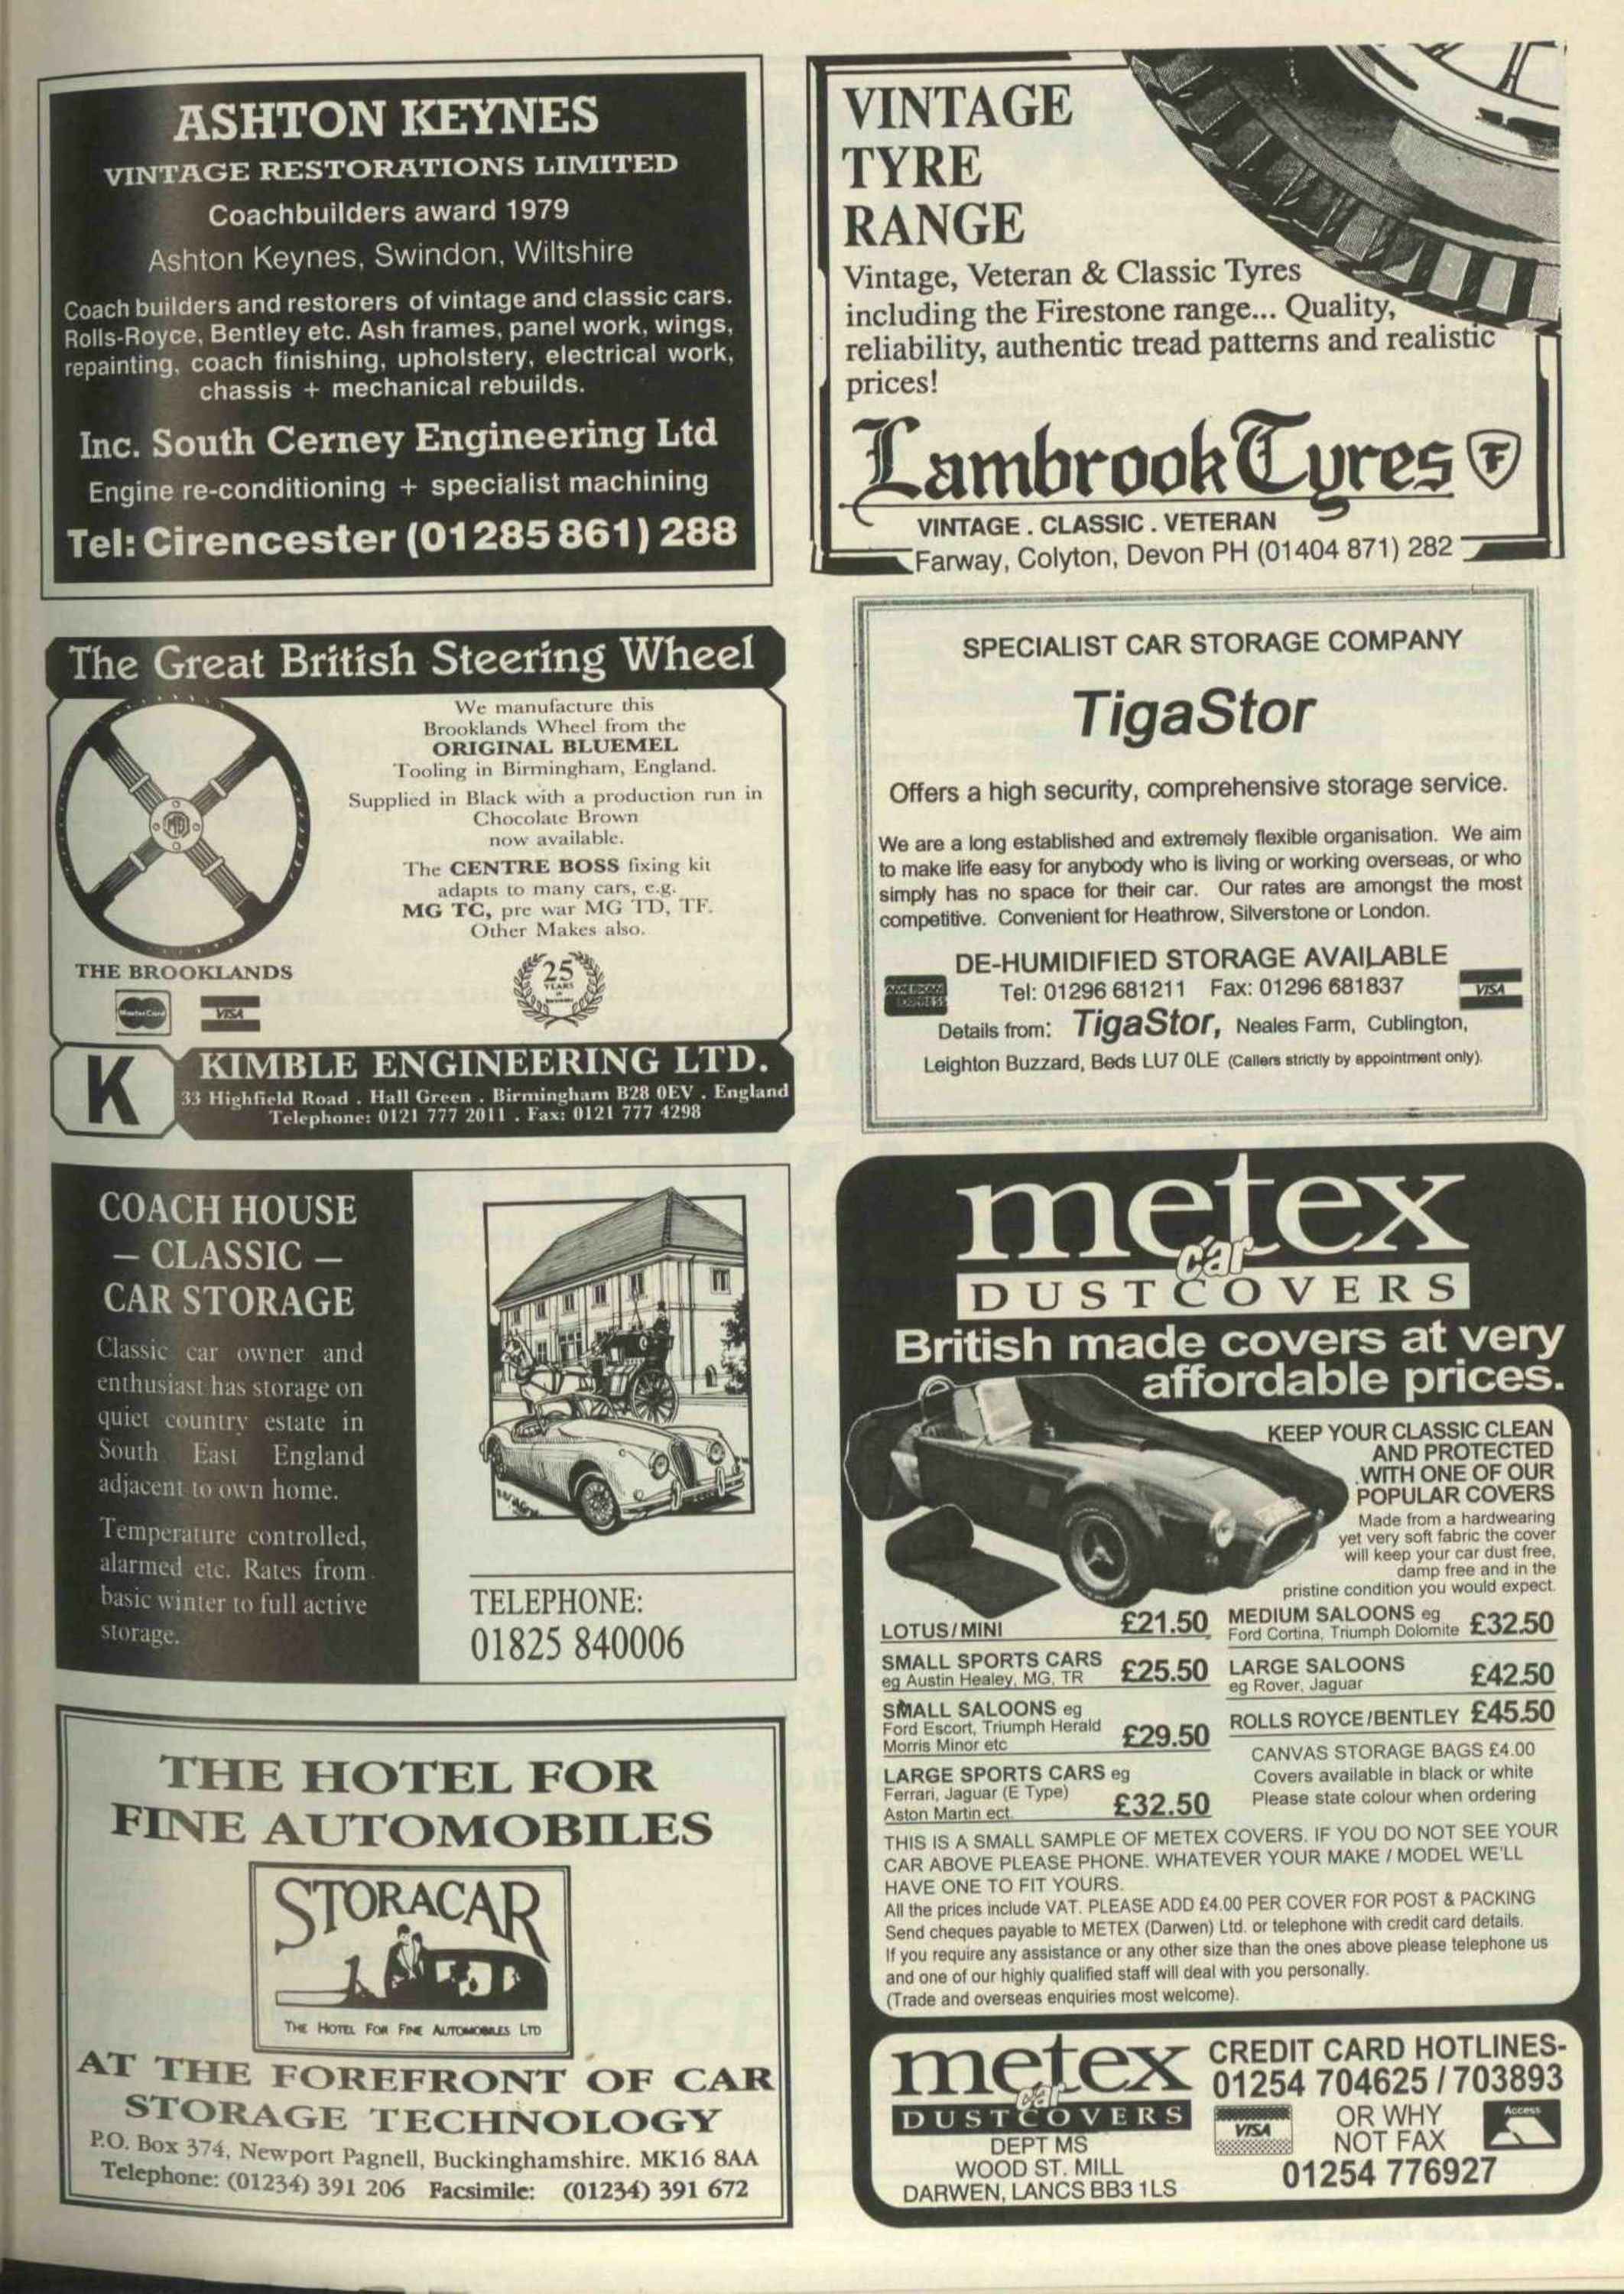 ASHTON KEYNES
VINTAGE RESTORATIONS LIMITED
Coachbuilders award 1979
Ashton Keynes, Swindon, Wiltshire
Coach builders and restorers of vintage and classic cars.
Rolls-Royce, Bentley etc. Ash frames, panel work, wings,
repainting, coach finishing, upholstery, electrical work,
chassis + mechanical rebuilds.
Inc. South Cerney Engineering Ltd
Engine re-conditioning + specialist machining
Tel: Cirencester (01285 861) 288
VINTAGE
TYRE
RANGE
Vintage, Veteran & Classic Tyres
including the Firestone range... Quality,
reliability, authentic tread patterns and realistic
prices!
Lambrook Tyres F
VINTAGE . CLASSIC . VETERAN
Farway, Colyton, Devon PH (01404 871) 282
The Great British Steering Wheel
We manufacture this
Brooklands Wheel from the
ORIGINAL BLUEMEL
Tooling in Birmingham, England.
Supplied in Black with a production run in
Chocolate Brown
now available.
The CENTRE BOSS fixing kit
adapts to many cars, e.g.
MG TC, pre war MG TD, TF.
Other Makes also.
MG
THE BROOKLANDS
MasterCard
VISA
25
YEARS
K
KIMBLE ENGINEERING LTD.
33 Highfield Road . Hall Green . Birmingham B28 0EV . England
Telephone: 0121 777 2011 . Fax: 0121 777 4298
SPECIALIST CAR STORAGE COMPANY
TigaStor
Offers a high security, comprehensive storage service.
We are a long established and extremely flexible organisation. We aim
to make life easy for anybody who is living or working overseas, or who
simply has no space for their car. Our rates are amongst the most
competitive. Convenient for Heathrow, Silverstone or London.
DE-HUMIDIFIED STORAGE AVAILABLE
AMERICAN
EXPRESS
Tel: 01296 681211 Fax: 01296 681837
VISA
Details from: TigaStor, Neales Farm, Cublington,
Leighton Buzzard, Beds LU7 0LE (Callers strictly by appointment only).
COACH HOUSE
– CLASSIC –
CAR STORAGE
Classic car owner and
enthusiast has storage on
quiet country estate in
South East England
adjacent to own home.
Temperature controlled,
alarmed etc. Rates from
basic winter to full active
storage.
TELEPHONE:
01825 840006
metex
car
DUSTCOVERS
British made covers at very
affordable prices.
KEEP YOUR CLASSIC CLEAN
AND PROTECTED
WITH ONE OF OUR
POPULAR COVERS
Made from a hardwearing
yet very soft fabric the cover
will keep your car dust free,
damp free and in the
pristine condition you would expect.
LOTUS/MINI £21.50
SMALL SPORTS CARS
eg Austin Healey, MG, TR £25.50
SMALL SALOONS eg
Ford Escort, Triumph Herald
Morris Minor etc £29.50
LARGE SPORTS CARS eg
Ferrari, Jaguar (E Type)
Aston Martin ect. £32.50
MEDIUM SALOONS eg
Ford Cortina, Triumph Dolomite £32.50
LARGE SALOONS
eg Rover, Jaguar £42.50
ROLLS ROYCE/BENTLEY £45.50
CANVAS STORAGE BAGS £4.00
Covers available in black or white
Please state colour when ordering
THIS IS A SMALL SAMPLE OF METEX COVERS. IF YOU DO NOT SEE YOUR
CAR ABOVE PLEASE PHONE. WHATEVER YOUR MAKE / MODEL WE'LL
HAVE ONE TO FIT YOURS.
All the prices include VAT. PLEASE ADD £4.00 PER COVER FOR POST & PACKING
Send cheques payable to METEX (Darwen) Ltd. or telephone with credit card details.
If you require any assistance or any other size than the ones above please telephone us
and one of our highly qualified staff will deal with you personally.
(Trade and overseas enquiries most welcome).
metex
car
DUSTCOVERS
DEPT MS
WOOD ST. MILL
DARWEN, LANCS BB3 1LS
CREDIT CARD HOTLINES-
01254 704625 / 703893
VISA
OR WHY
NOT FAX
Access
01254 776927
THE HOTEL FOR
FINE AUTOMOBILES
STORACAR
THE HOTEL FOR FINE AUTOMOBILES LTD
AT THE FOREFRONT OF CAR
STORAGE TECHNOLOGY
P.O. Box 374, Newport Pagnell, Buckinghamshire. MK16 8AA
Telephone: (01234) 391 206 Facsimile: (01234) 391 672